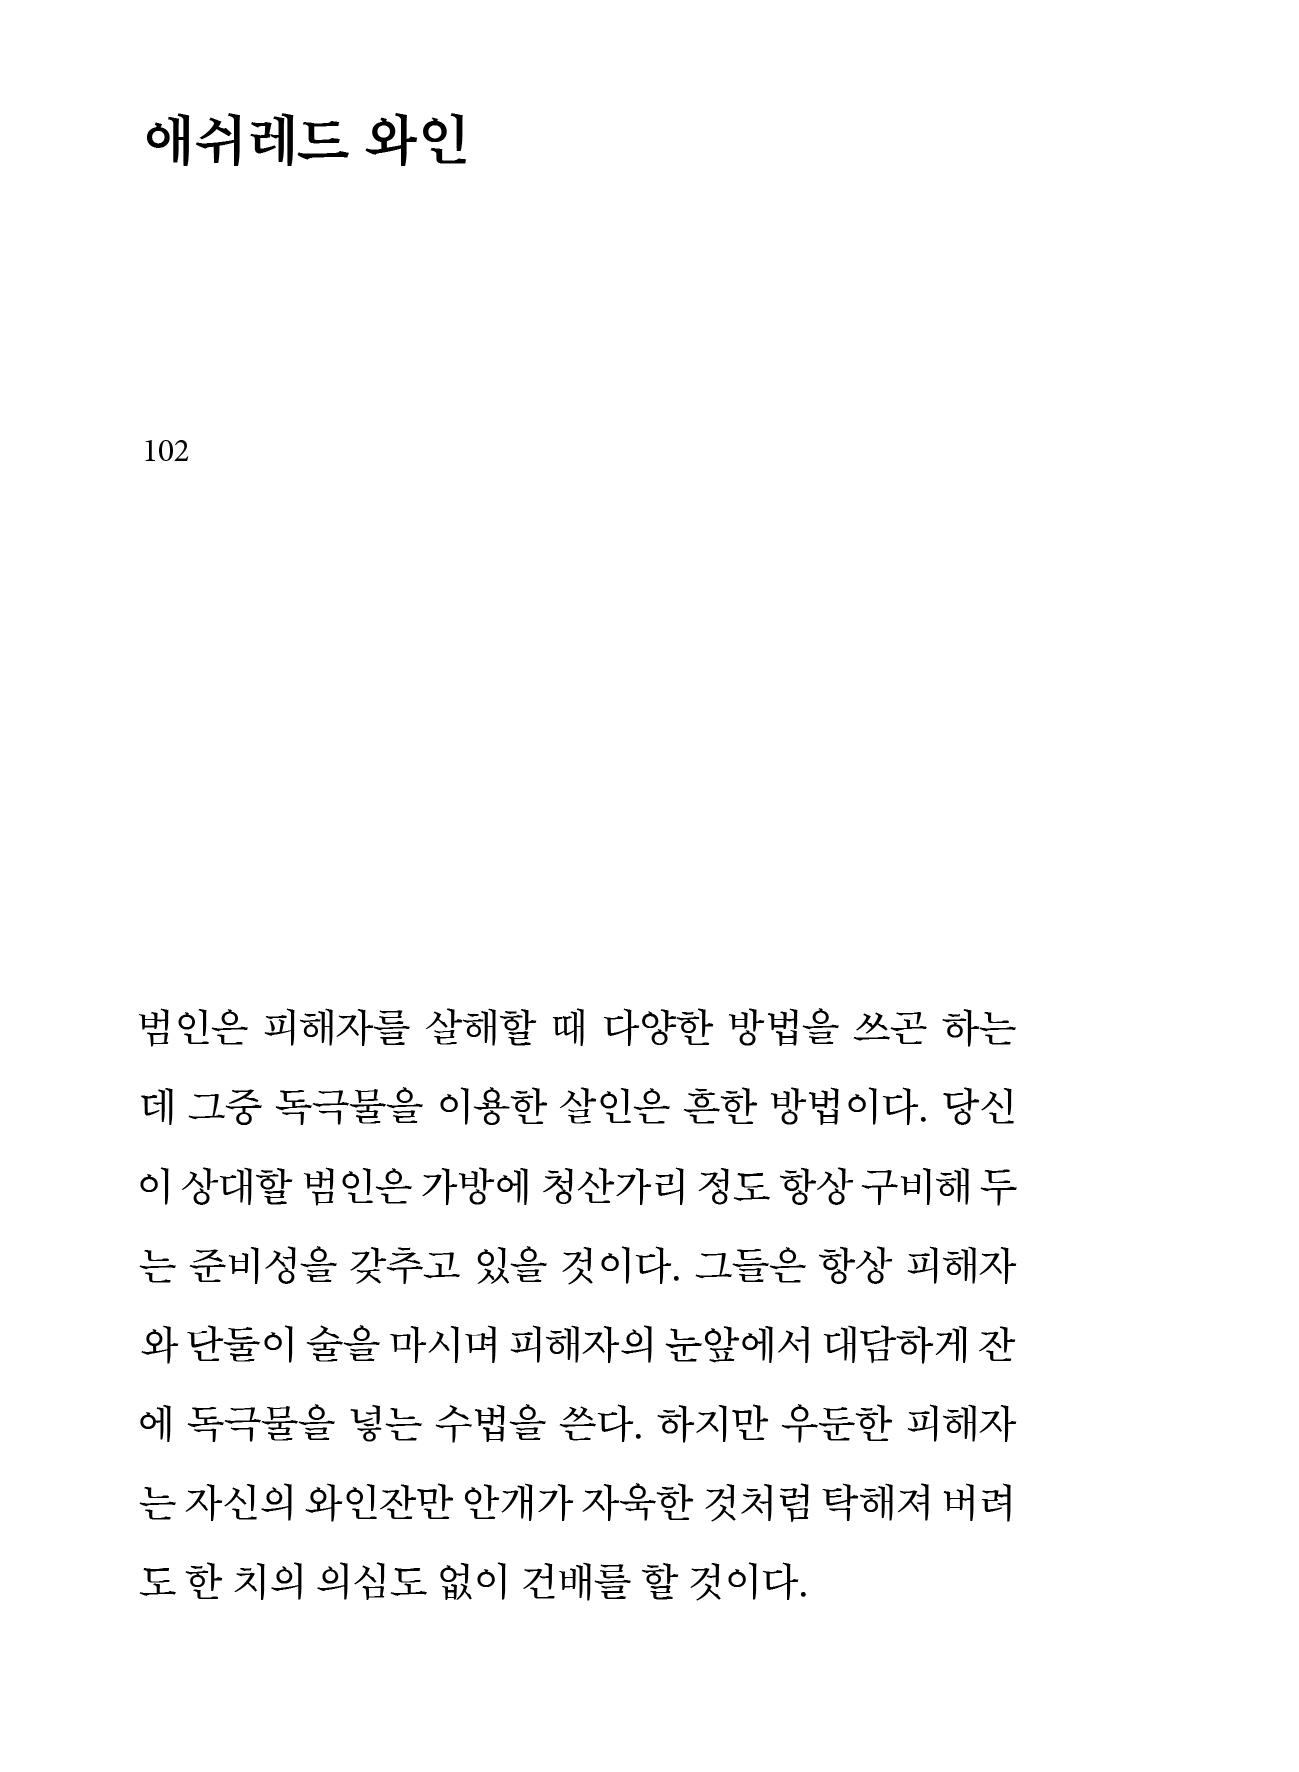 애쉬레드 와인
102
범인은 피해자를 살해할 때 다양한 방법을 쓰곤 하는
데 그중 독극물을 이용한 살인은 흔한 방법이다. 당신
이 상대할 범인은 가방에 청산가리 정도 항상 구비해 두
는 준비성을 갖추고 있을 것이다. 그들은 항상 피해자
와 단둘이 술을 마시며 피해자의 눈앞에서 대담하게 잔
에 독극물을 넣는 수법을 쓴다. 하지만 우둔한 피해자
는 자신의 와인잔만 안개가 자욱한 것처럼 탁해져 버려
도 한 치의 의심도 없이 건배를 할 것이다.